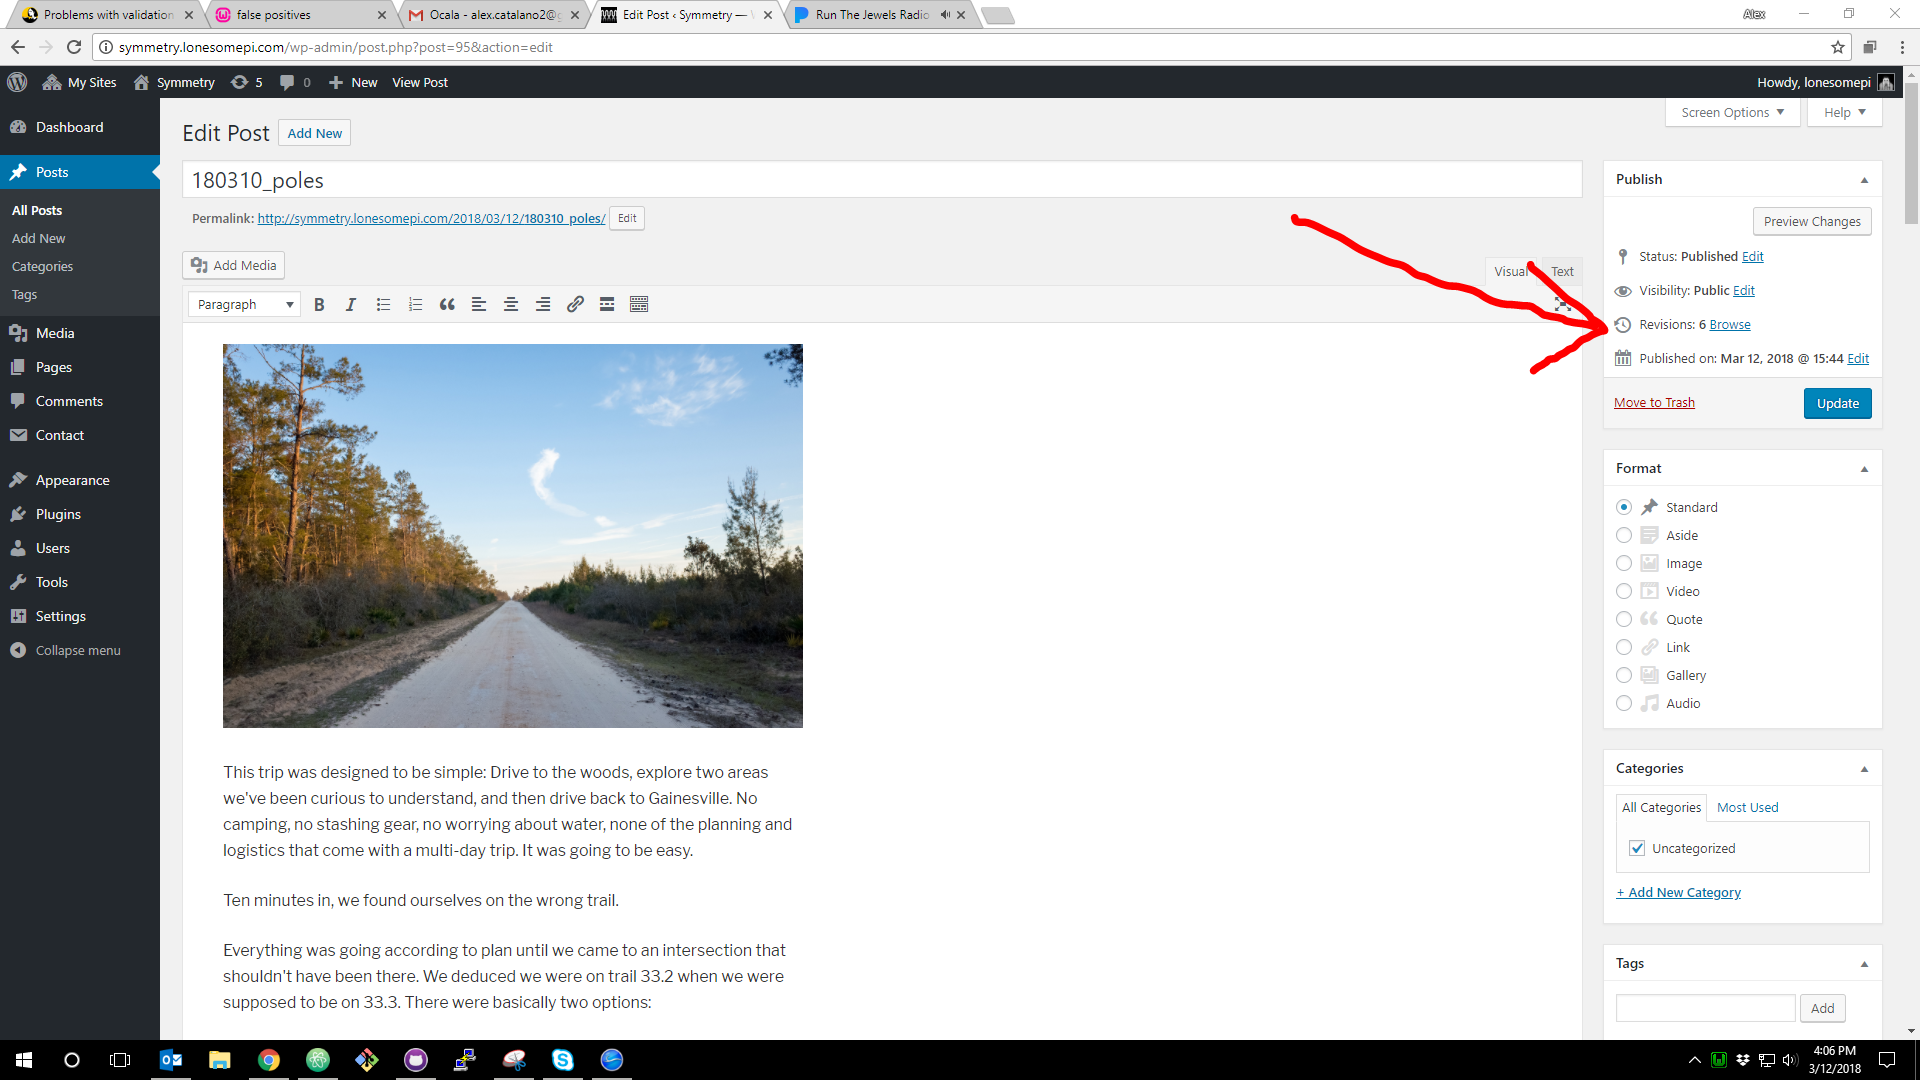 Problems with validation
false positives
Ocala - alex.catalano2@g
Edit Post ‹ Symmetry —
Run The Jewels Radio
Alex
symmetry.lonesomepi.com/wp-admin/post.php?post=95&action=edit
My Sites
Symmetry
5
0
New
View Post
Howdy, lonesomepi
Dashboard
Posts
All Posts
Add New
Categories
Tags
Media
Pages
Comments
Contact
Appearance
Plugins
Users
Tools
Settings
Collapse menu
Screen Options
Help
Edit Post
Add New
180310_poles
Permalink: http://symmetry.lonesomepi.com/2018/03/12/180310_poles/ Edit
Add Media
Visual
Text
Paragraph
B
I
This trip was designed to be simple: Drive to the woods, explore two areas
we've been curious to understand, and then drive back to Gainesville. No
camping, no stashing gear, no worrying about water, none of the planning and
logistics that come with a multi-day trip. It was going to be easy.
Ten minutes in, we found ourselves on the wrong trail.
Everything was going according to plan until we came to an intersection that
shouldn't have been there. We deduced we were on trail 33.2 when we were
supposed to be on 33.3. There were basically two options:
Publish
Preview Changes
Status: Published Edit
Visibility: Public Edit
Revisions: 6 Browse
Published on: Mar 12, 2018 @ 15:44 Edit
Move to Trash
Update
Format
Standard
Aside
Image
Video
Quote
Link
Gallery
Audio
Categories
All Categories
Most Used
Uncategorized
+ Add New Category
Tags
Add
4:06 PM
3/12/2018